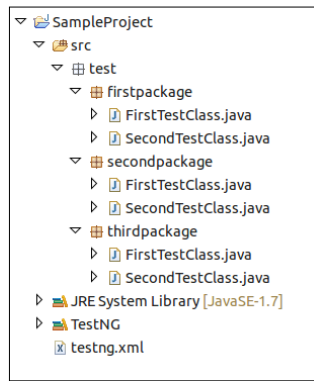 SampleProject
src
test
firstpackage
FirstTestClass.java
SecondTestClass.java
secondpackage
FirstTestClass.java
SecondTestClass.java
thirdpackage
FirstTestClass.java
SecondTestClass.java
JRE System Library [JavaSE-1.7]
TestNG
testng.xml